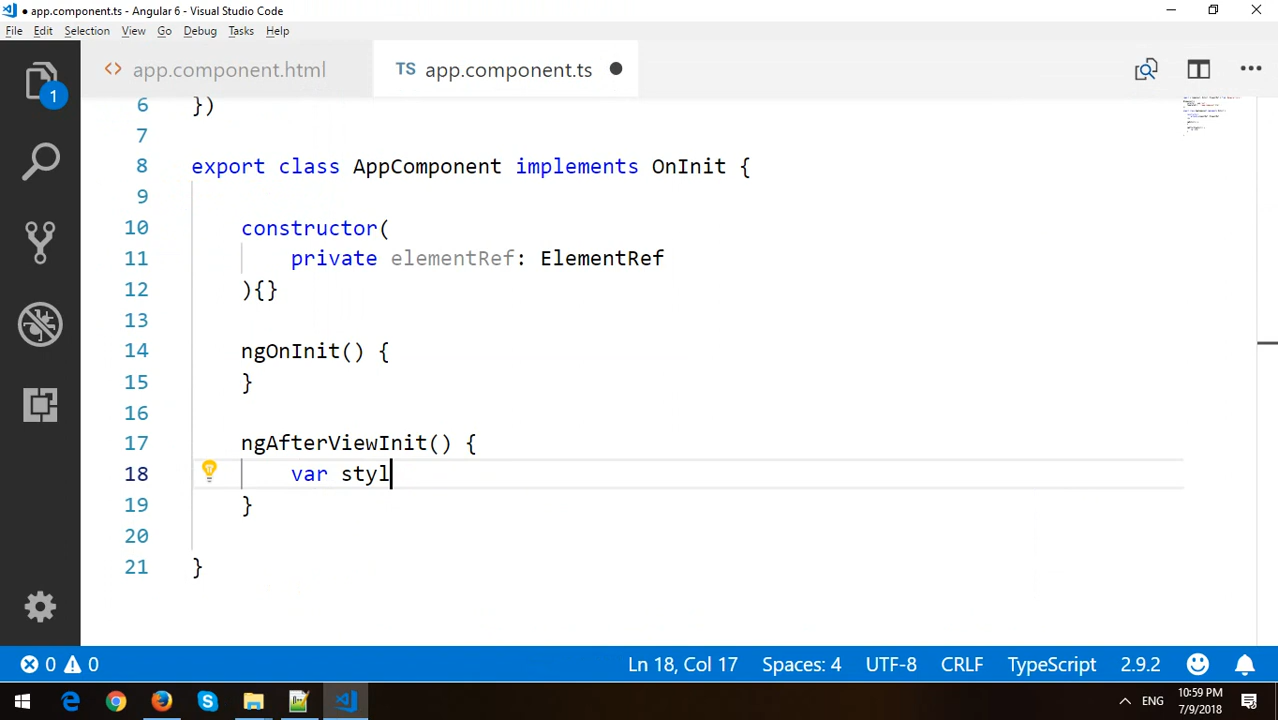 app.component.ts - Angular 6 - Visual Studio Code
File Edit Selection View Go Debug Tasks Help
app.component.html TS app.component.ts
1
6 })
7
8 export class AppComponent implements OnInit {
9
10 constructor(
11 private elementRef: ElementRef
12 ){}
13
14 ngOnInit() {
15 }
16
17 ngAfterViewInit() {
18 var styl
19 }
20
21 }
0 0 Ln 18, Col 17 Spaces: 4 UTF-8 CRLF TypeScript 2.9.2
ENG 10:59 PM
7/9/2018